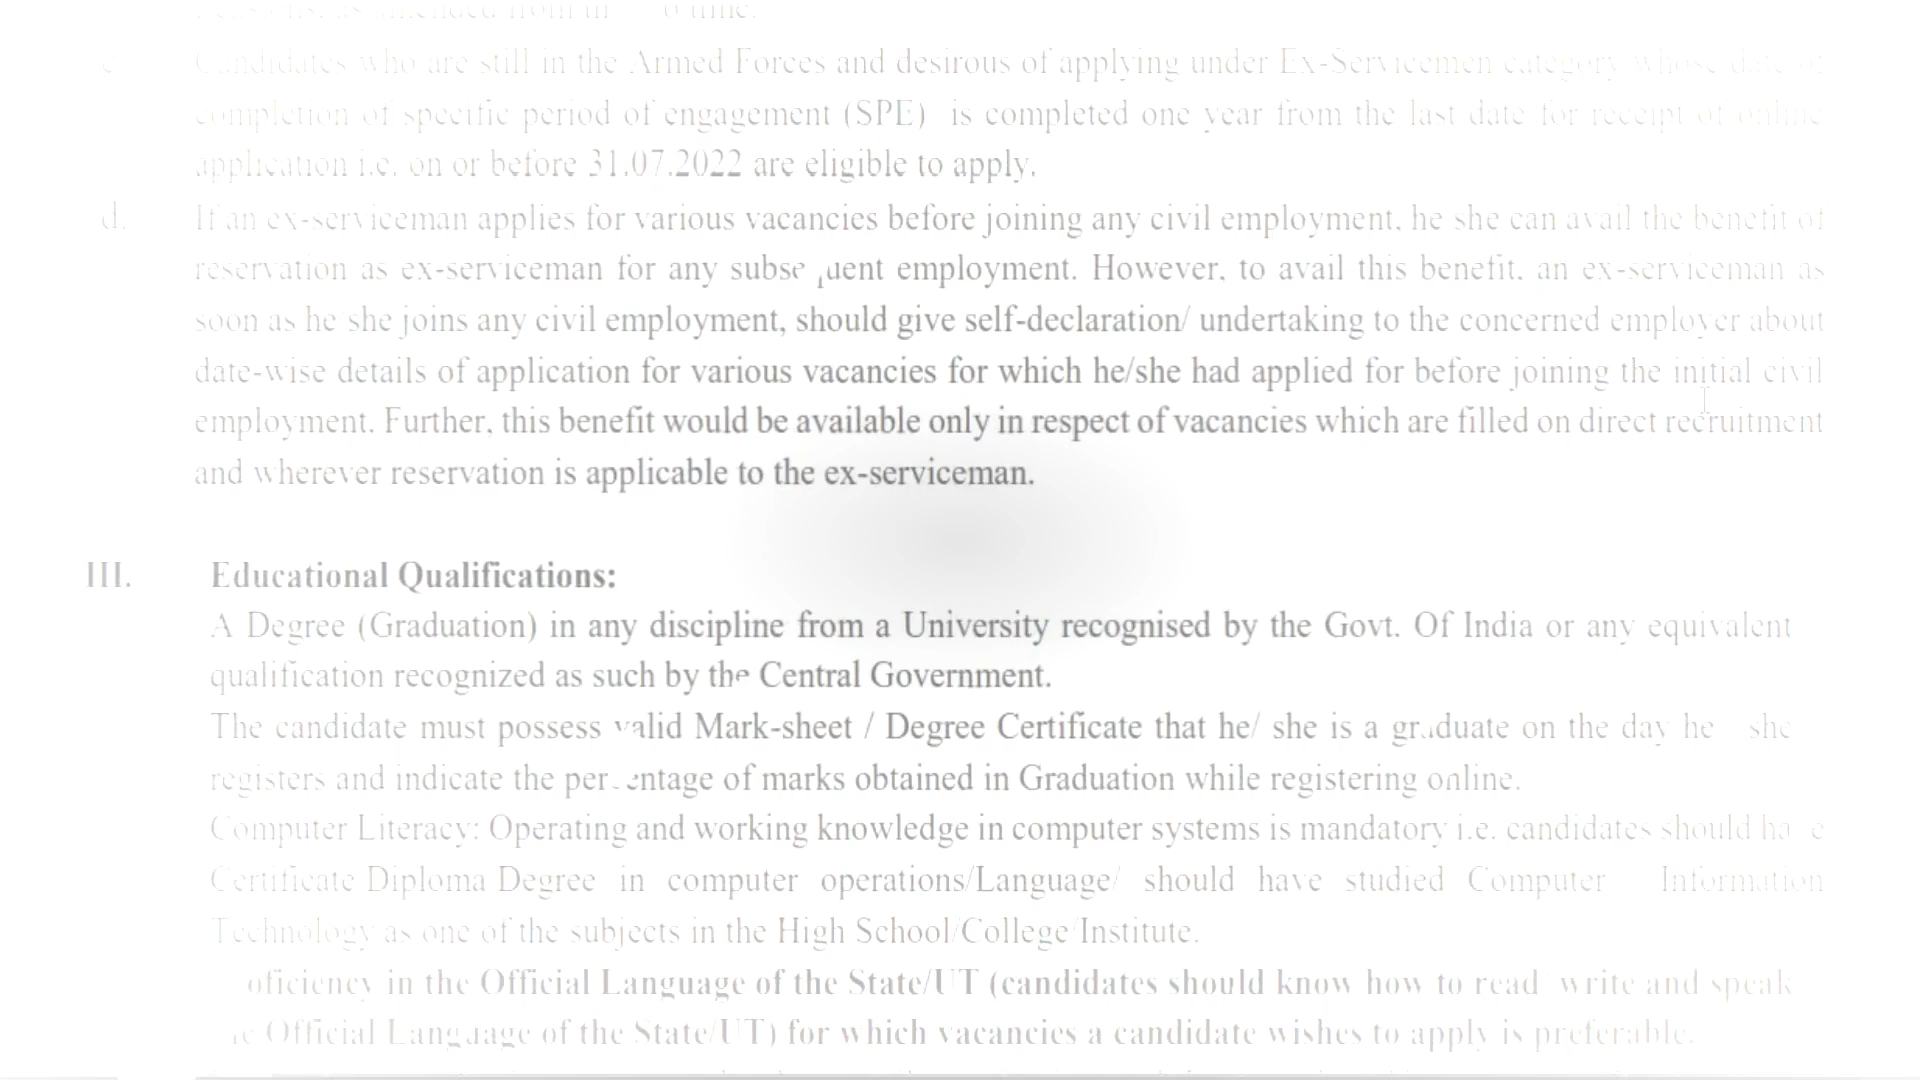 as amended from
c. Candidates who are still in the Armed Forces and desirous of applying under Ex-Servicemen category whose date of
completion of specific period of engagement (SPE) is completed one year from the last date for receipt of online
application i.e. on or before 31.07.2022 are eligible to apply.
d. If an ex-serviceman applies for various vacancies before joining any civil employment, he she can avail the benefit of
reservation as ex-serviceman for any subsequent employment. However, to avail this benefit, an ex-serviceman as
soon as he she joins any civil employment, should give self-declaration/ undertaking to the concerned employer about
date-wise details of application for various vacancies for which he/she had applied for before joining the initial civil
employment. Further, this benefit would be available only in respect of vacancies which are filled on direct recruitment
and wherever reservation is applicable to the ex-serviceman.
III. Educational Qualifications:
A Degree (Graduation) in any discipline from a University recognised by the Govt. Of India or any equivalent
qualification recognized as such by the Central Government.
The candidate must possess valid Mark-sheet / Degree Certificate that he/ she is a graduate on the day he she
registers and indicate the percentage of marks obtained in Graduation while registering online.
Computer Literacy: Operating and working knowledge in computer systems is mandatory i.e. candidates should have
Certificate Diploma Degree in computer operations/Language/ should have studied Computer Information
Technology as one of the subjects in the High School/College/Institute.
Proficiency in the Official Language of the State/UT (candidates should know how to read write and speak
the Official Language of the State/UT) for which vacancies a candidate wishes to apply is preferable.